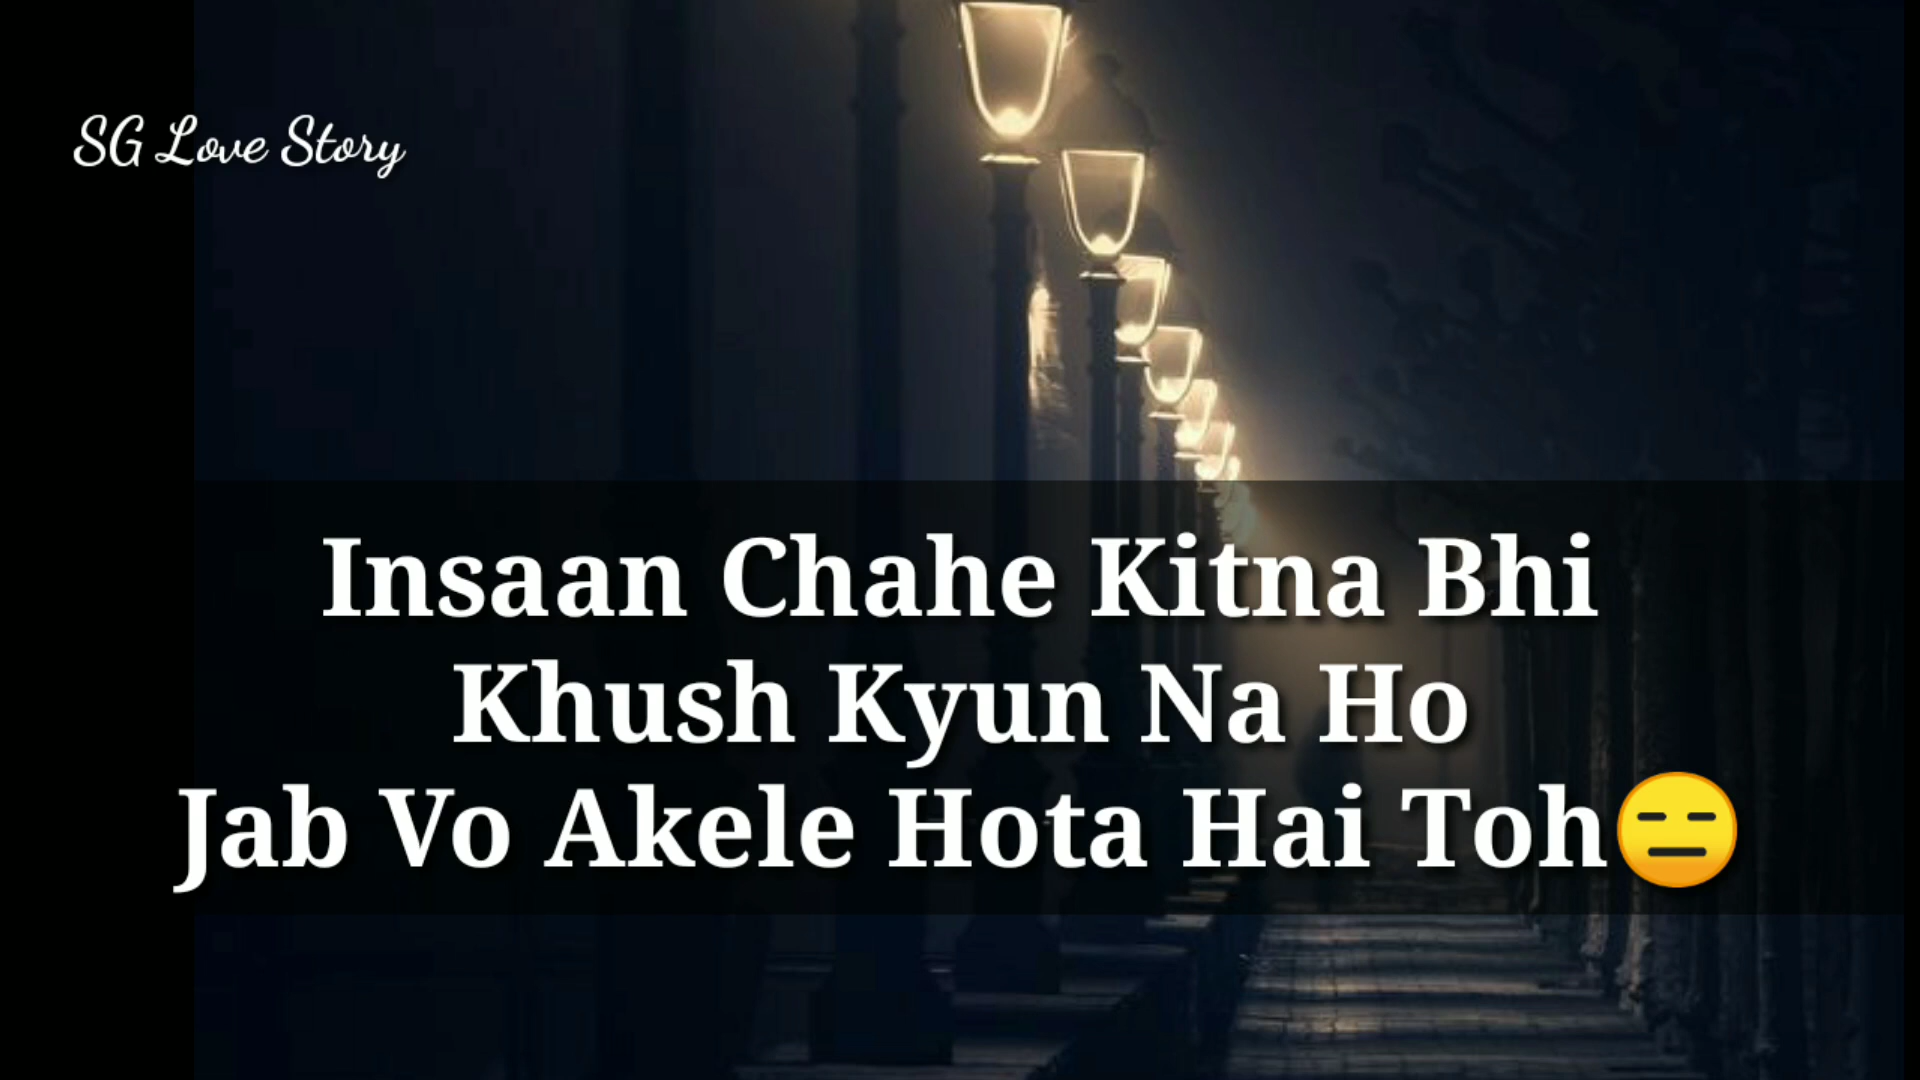 SG Love Story
Insaan Chahe Kitna Bhi
Khush Kyun Na Ho
Jab Vo Akele Hota Hai Toh😑